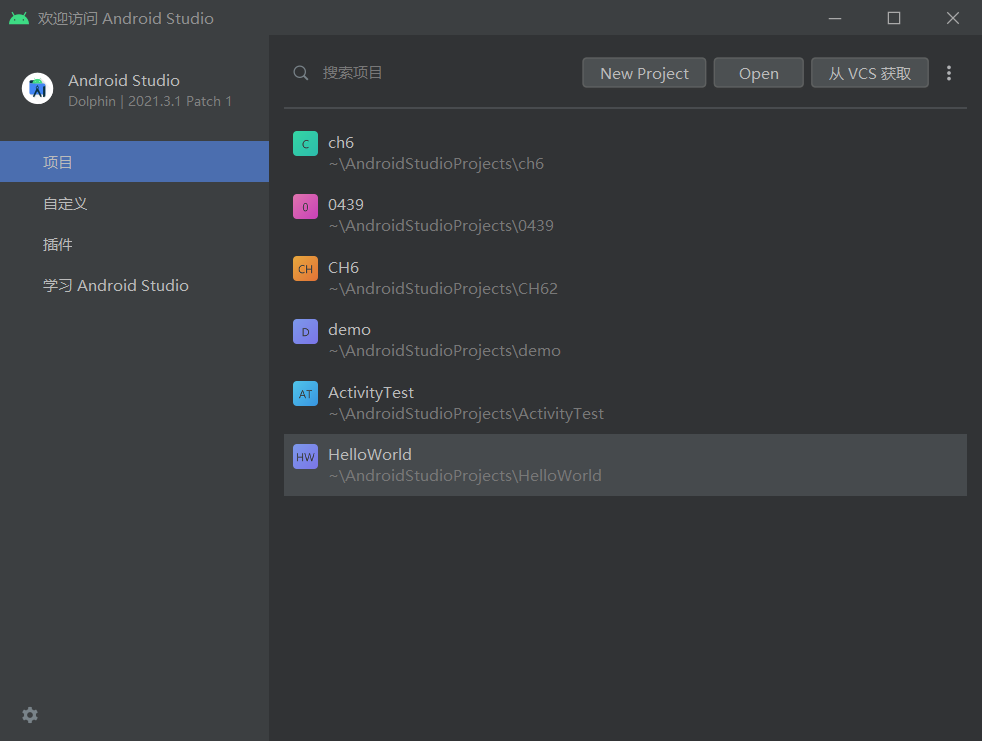 欢迎访问 Android Studio
Android Studio
Dolphin | 2021.3.1 Patch 1
项目
自定义
插件
学习 Android Studio
搜索项目
New Project
Open
从 VCS 获取
C
ch6
~\AndroidStudioProjects\ch6
0
0439
~\AndroidStudioProjects\0439
CH
CH6
~\AndroidStudioProjects\CH62
D
demo
~\AndroidStudioProjects\demo
AT
ActivityTest
~\AndroidStudioProjects\ActivityTest
HW
HelloWorld
~\AndroidStudioProjects\HelloWorld